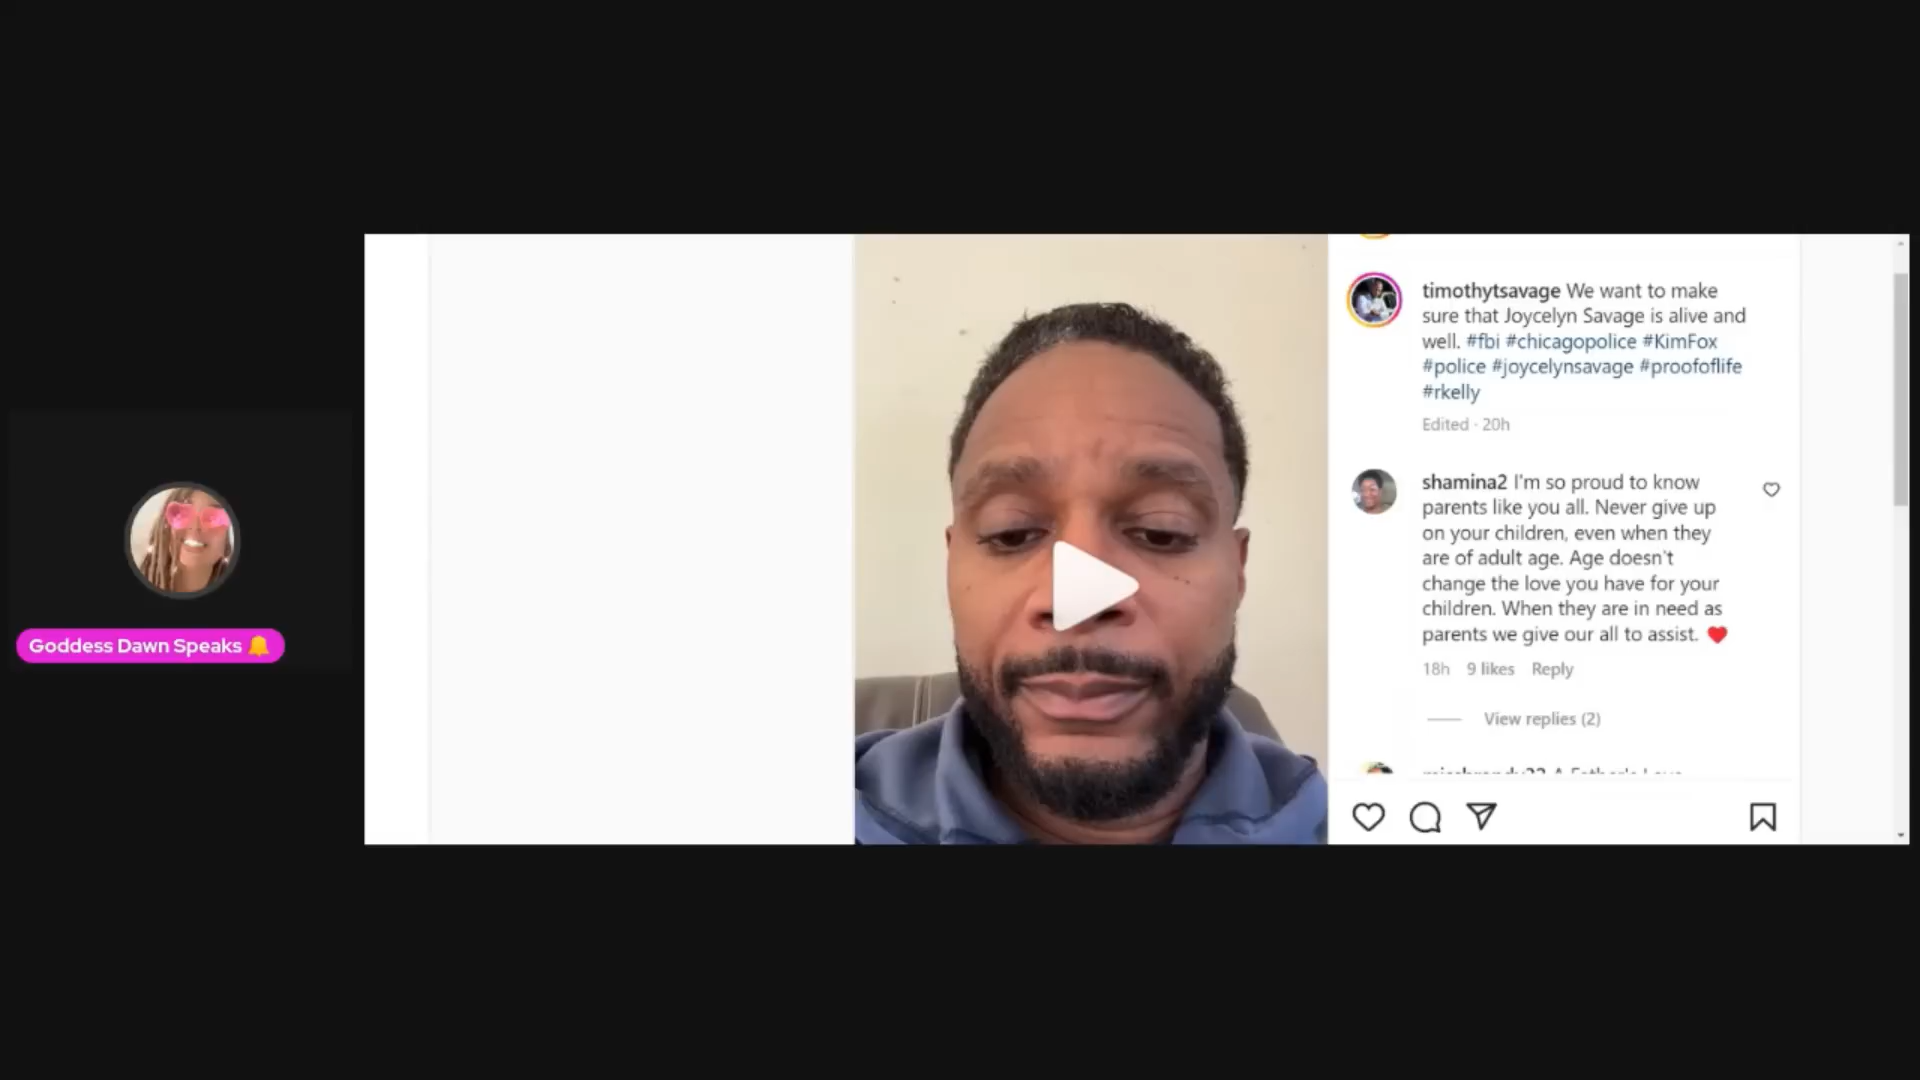 timothytsavage We want to make
sure that Joycelyn Savage is alive and
well. #fbi #chicagopolice #KimFox
#police #joycelynsavage #proofoflife
#rkelly
Edited · 20h
shamina2 I'm so proud to know
parents like you all. Never give up
on your children, even when they
are of adult age. Age doesn't
change the love you have for your
children. When they are in need as
parents we give our all to assist. ❤️
18h 9 likes Reply
View replies (2)
A Father's Love
Goddess Dawn Speaks 🔔